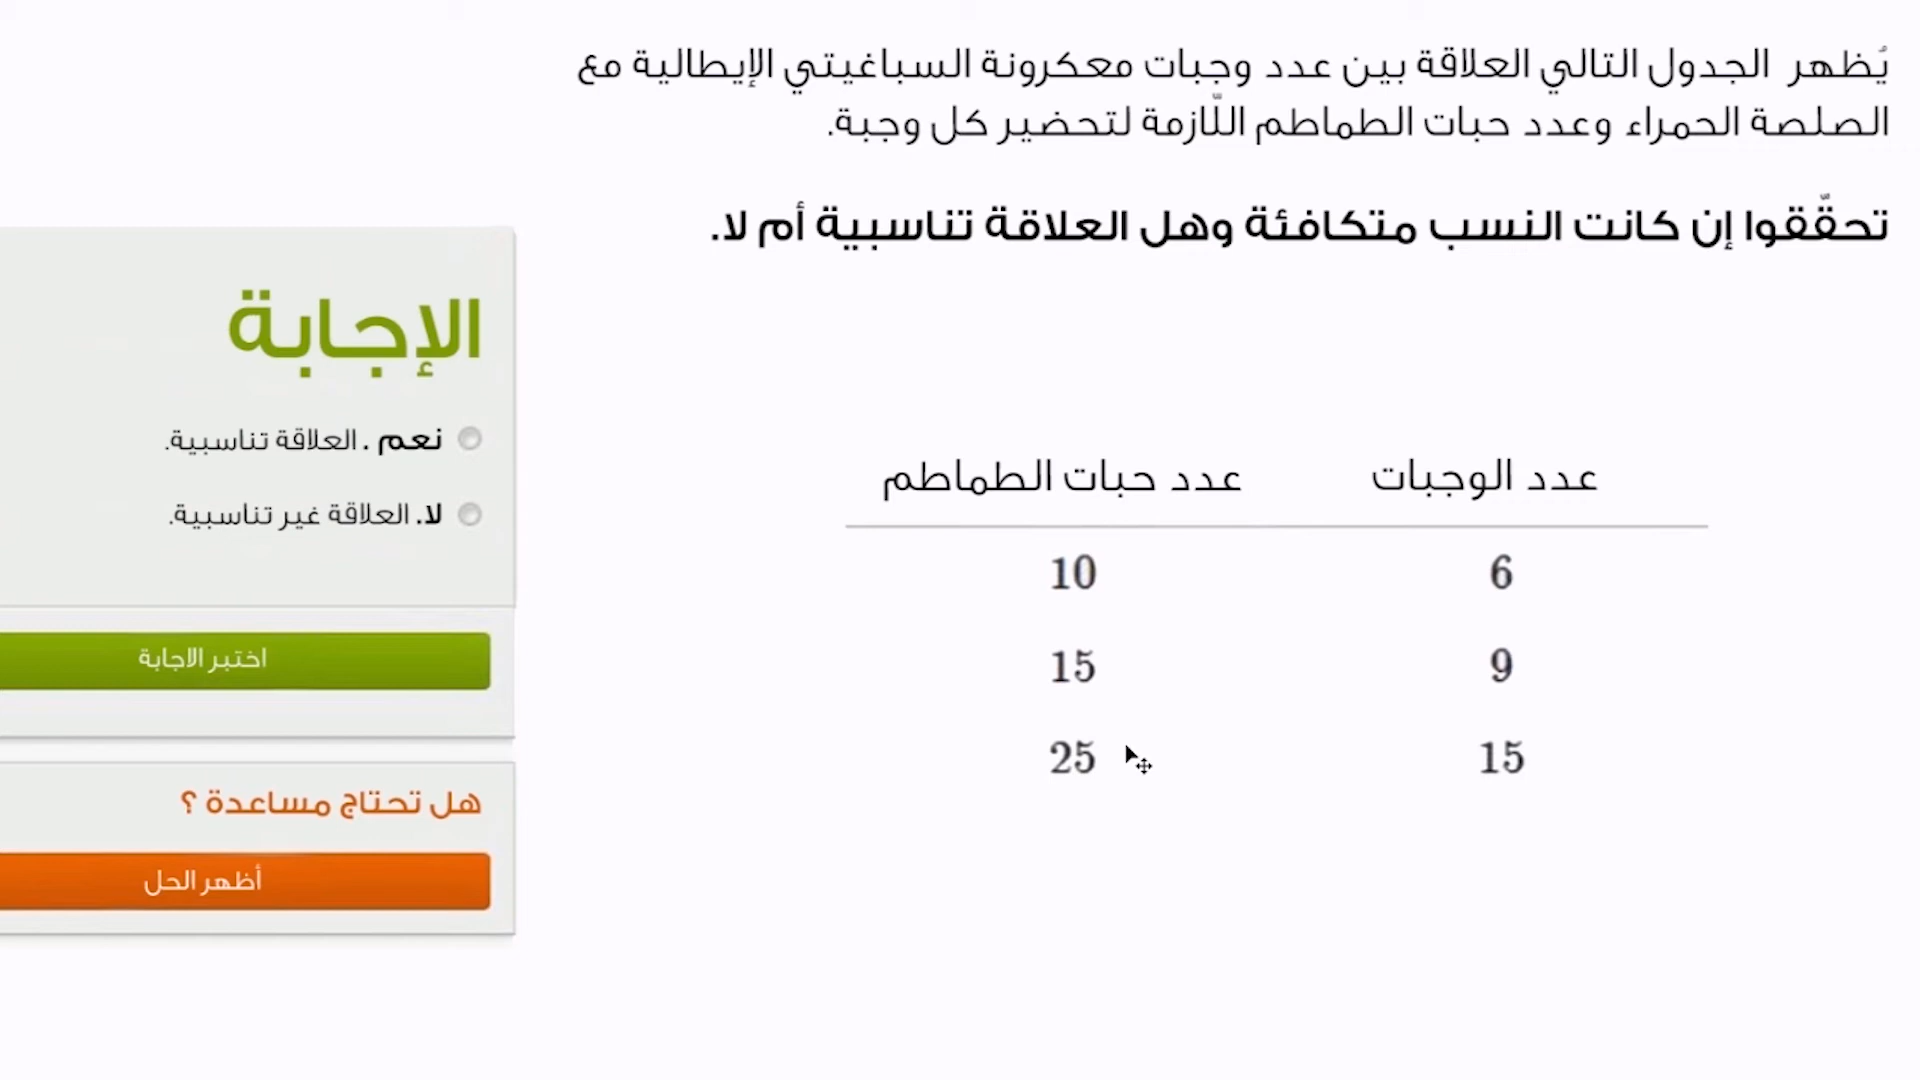 يُظهر الجدول التالي العلاقة بين عدد وجبات معكرونة السباغيتي الإيطالية مع
الصلصة الحمراء وعدد حبات الطماطم اللّازمة لتحضير كل وجبة.
تحقّقوا إن كانت النسب متكافئة وهل العلاقة تناسبية أم لا.
عدد الوجبات عدد حبات الطماطم
6 10
9 15
15 25
الإجابة
نعم . العلاقة تناسبية.
لا. العلاقة غير تناسبية.
اختبر الاجابة
هل تحتاج مساعدة ؟
أظهر الحل